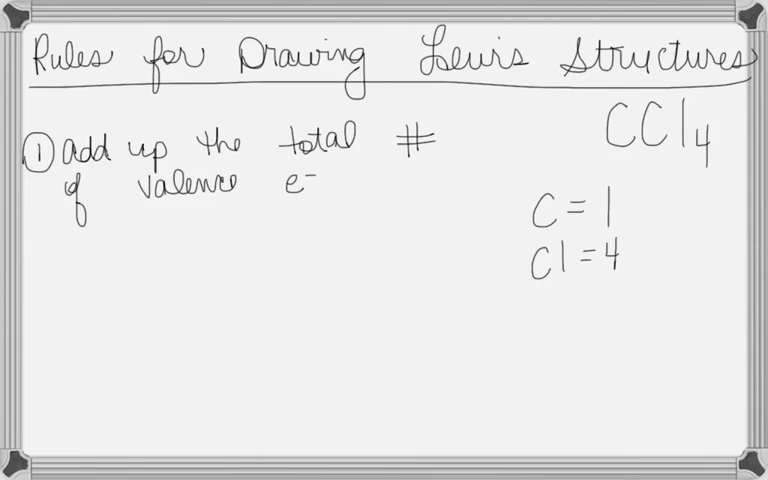 Rules for Drawing Lewis Structures
CCl4
① add up the total #
of valence e-
C = 1
Cl = 4